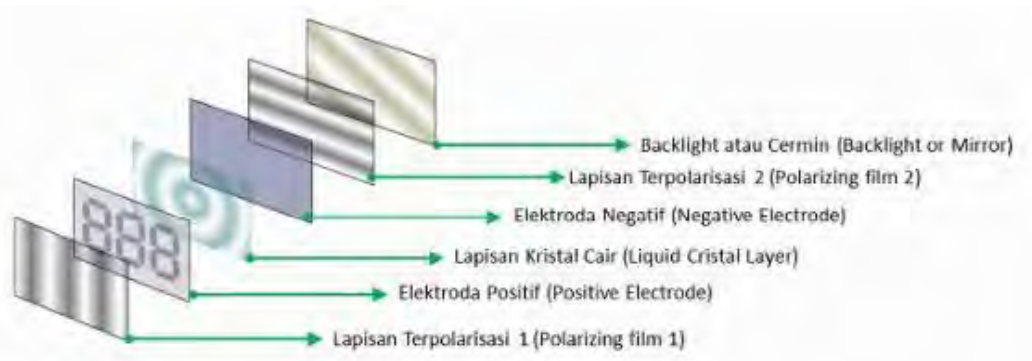 Backlight atau Cermin (Backlight or Mirror)
Lapisan Terpolarisasi 2 (Polarizing film 2)
Elektroda Negatif (Negative Electrode)
Lapisan Kristal Cair (Liquid Cristal Layer)
888
Elektroda Positif (Positive Electrode)
Lapisan Terpolarisasi 1 (Polarizing film 1)